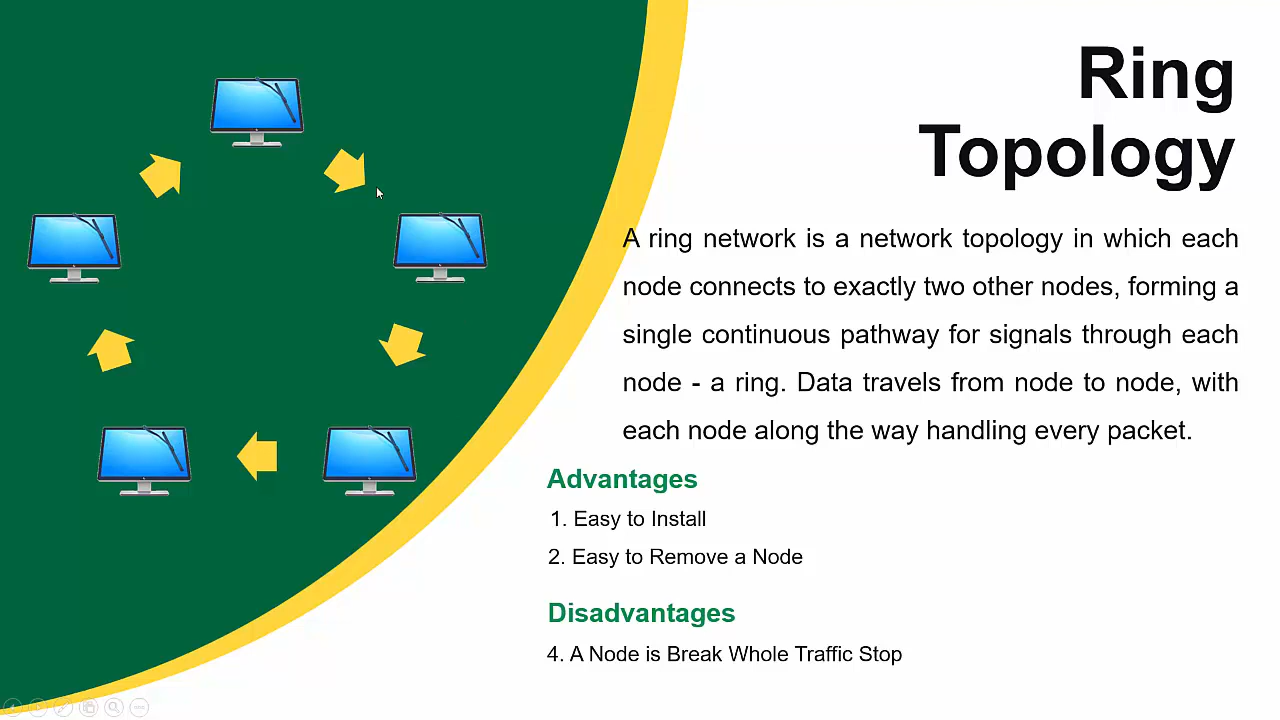 Ring
Topology
A ring network is a network topology in which each
node connects to exactly two other nodes, forming a
single continuous pathway for signals through each
node - a ring. Data travels from node to node, with
each node along the way handling every packet.
Advantages
1. Easy to Install
2. Easy to Remove a Node
Disadvantages
4. A Node is Break Whole Traffic Stop